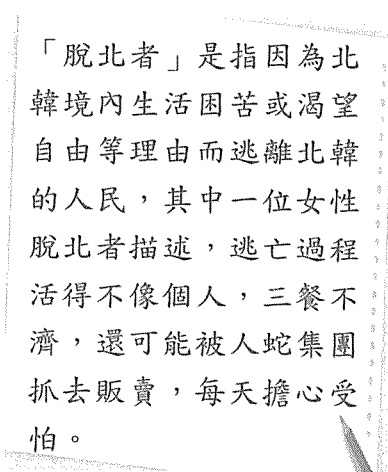 「脫北者」是指因為北
韓境內生活困苦或渴望
自由等理由而逃離北韓
的人民，其中一位女性
脫北者描述，逃亡過程
活得不像個人，三餐不
濟，還可能被人蛇集團
抓去販賣，每天擔心受
怕。